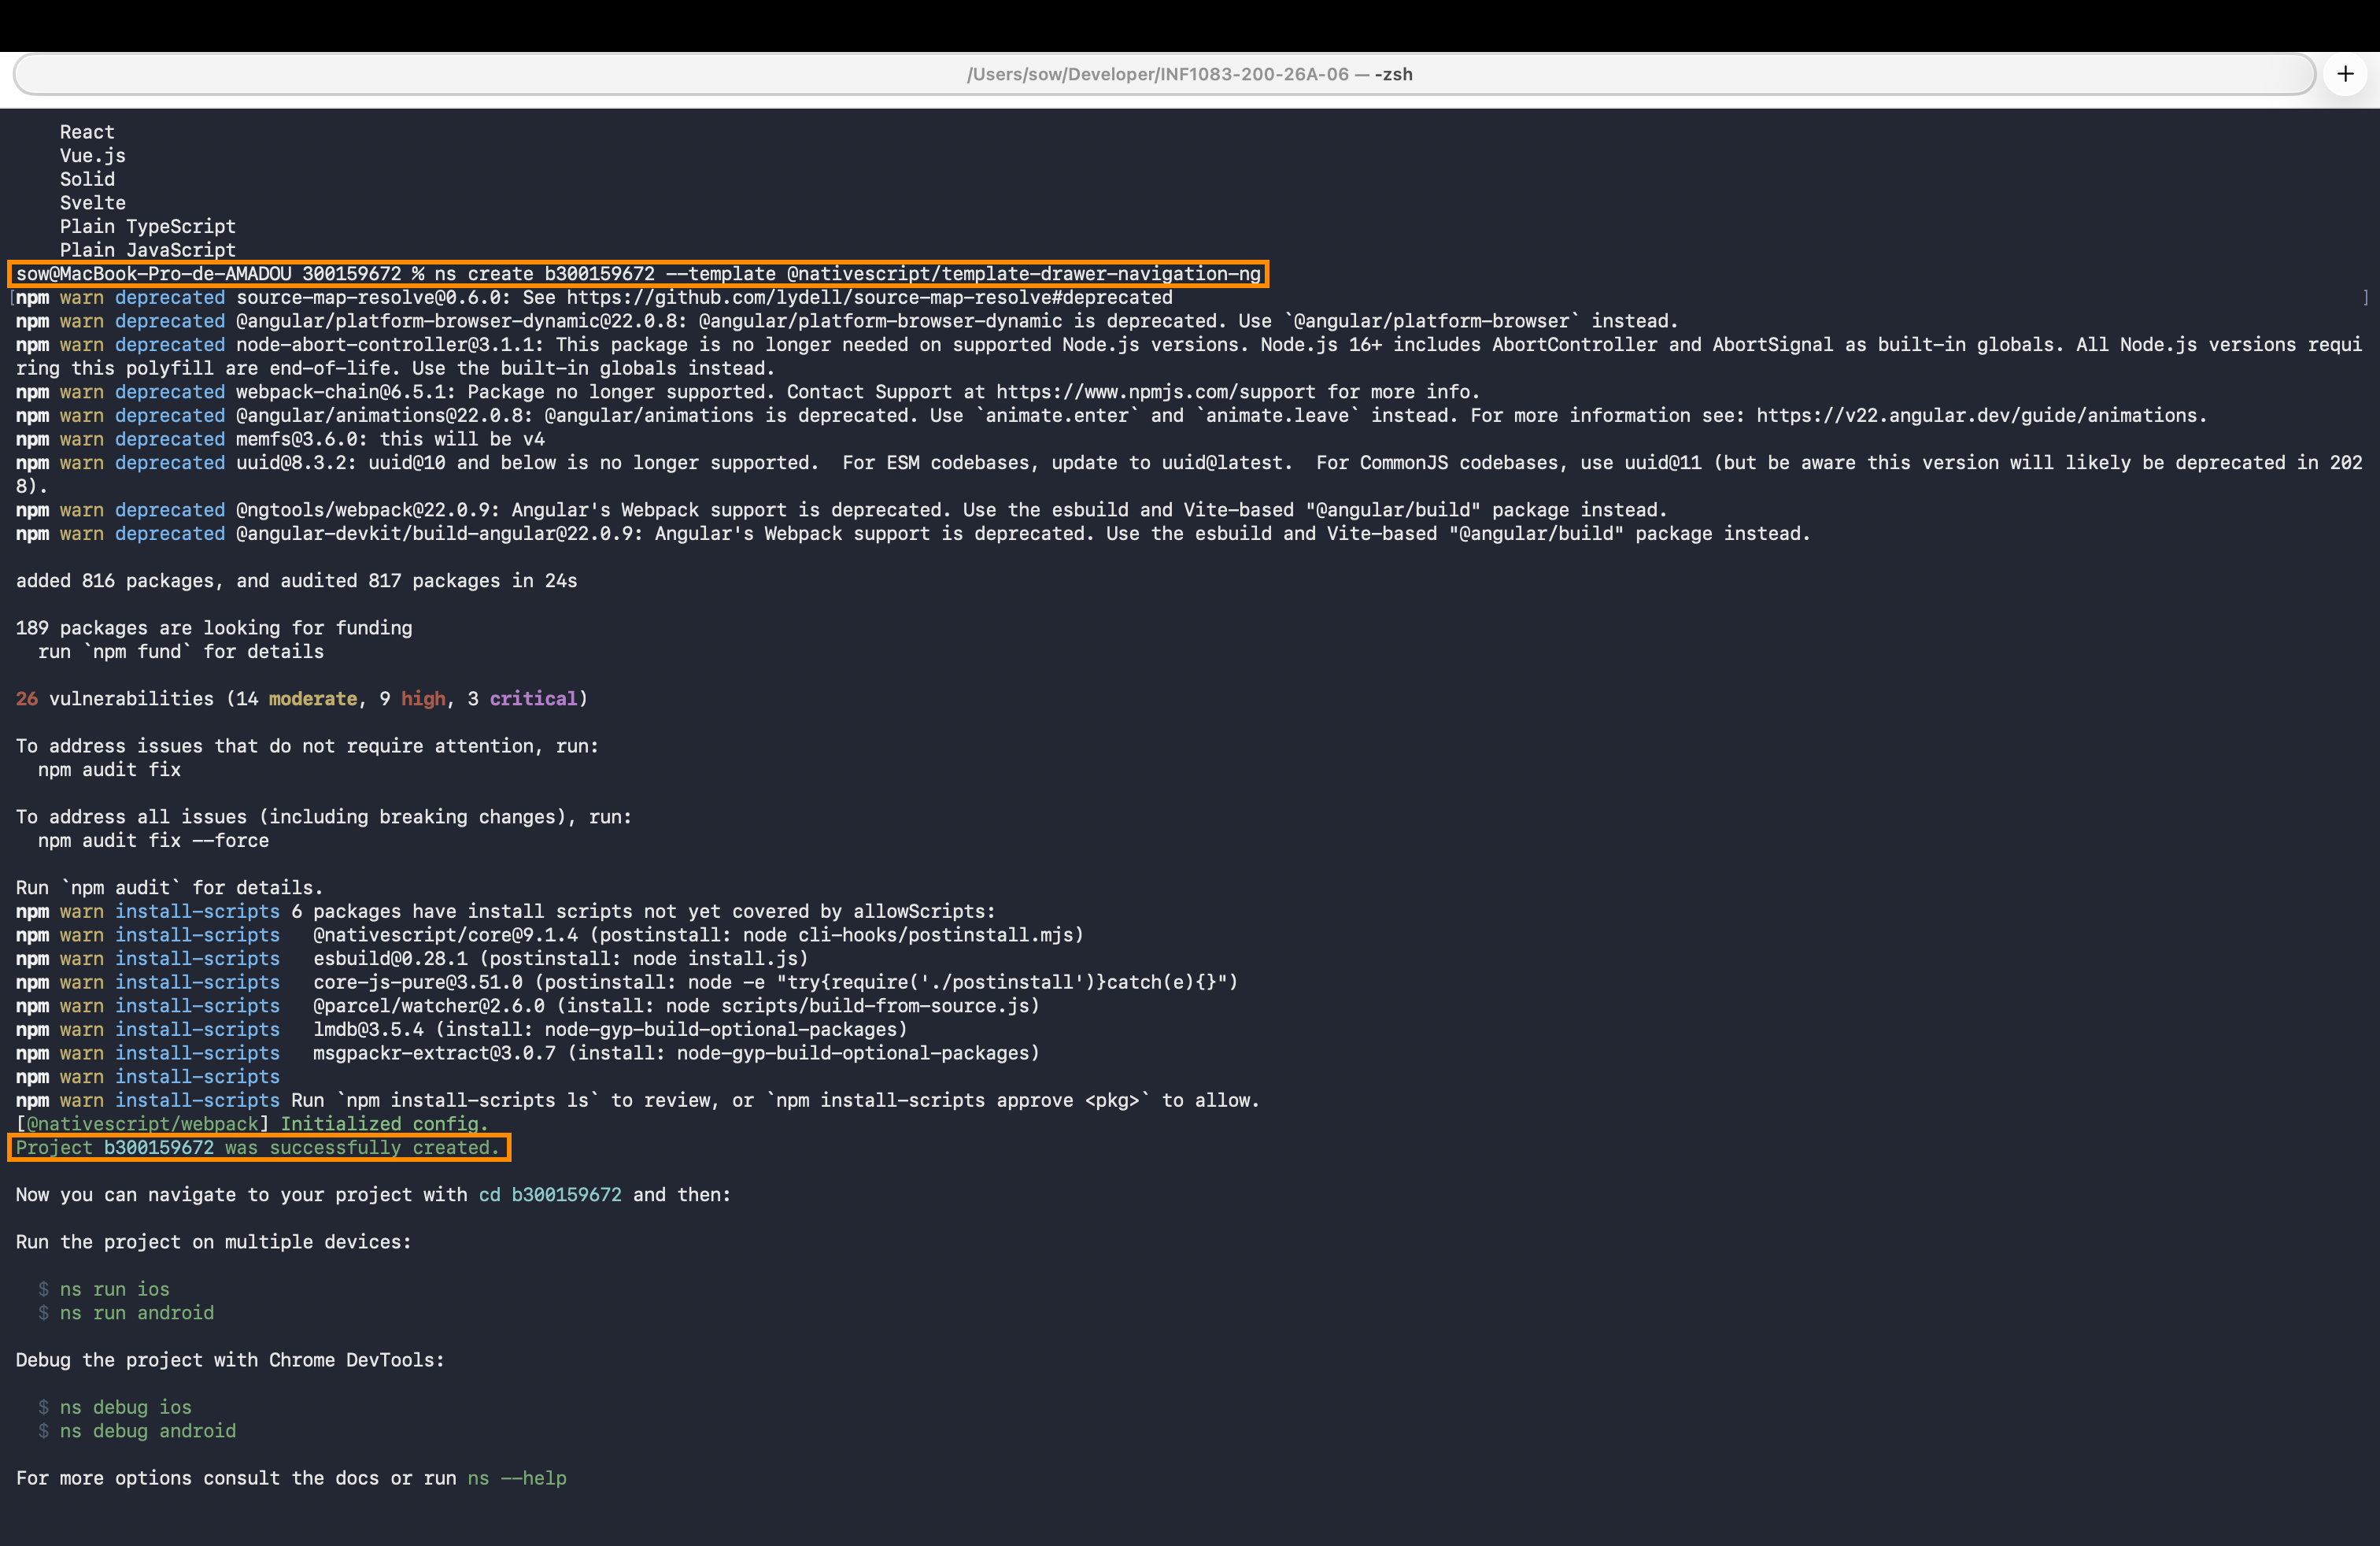 /Users/sow/Developer/INF1083-200-26A-06 — -zsh
+
React
Vue.js
Solid
Svelte
Plain TypeScript
Plain JavaScript
sow@MacBook-Pro-de-AMADOU 300159672 % ns create b300159672 --template @nativescript/template-drawer-navigation-ng
[npm warn deprecated source-map-resolve@0.6.0: See https://github.com/lydell/source-map-resolve#deprecated ]
npm warn deprecated @angular/platform-browser-dynamic@22.0.8: @angular/platform-browser-dynamic is deprecated. Use `@angular/platform-browser` instead.
npm warn deprecated node-abort-controller@3.1.1: This package is no longer needed on supported Node.js versions. Node.js 16+ includes AbortController and AbortSignal as built-in globals. All Node.js versions requi
ring this polyfill are end-of-life. Use the built-in globals instead.
npm warn deprecated webpack-chain@6.5.1: Package no longer supported. Contact Support at https://www.npmjs.com/support for more info.
npm warn deprecated @angular/animations@22.0.8: @angular/animations is deprecated. Use `animate.enter` and `animate.leave` instead. For more information see: https://v22.angular.dev/guide/animations.
npm warn deprecated memfs@3.6.0: this will be v4
npm warn deprecated uuid@8.3.2: uuid@10 and below is no longer supported.  For ESM codebases, update to uuid@latest.  For CommonJS codebases, use uuid@11 (but be aware this version will likely be deprecated in 202
8).
npm warn deprecated @ngtools/webpack@22.0.9: Angular's Webpack support is deprecated. Use the esbuild and Vite-based "@angular/build" package instead.
npm warn deprecated @angular-devkit/build-angular@22.0.9: Angular's Webpack support is deprecated. Use the esbuild and Vite-based "@angular/build" package instead.
added 816 packages, and audited 817 packages in 24s
189 packages are looking for funding
run `npm fund` for details
26 vulnerabilities (14 moderate, 9 high, 3 critical)
To address issues that do not require attention, run:
npm audit fix
To address all issues (including breaking changes), run:
npm audit fix --force
Run `npm audit` for details.
npm warn install-scripts 6 packages have install scripts not yet covered by allowScripts:
npm warn install-scripts   @nativescript/core@9.1.4 (postinstall: node cli-hooks/postinstall.mjs)
npm warn install-scripts   esbuild@0.28.1 (postinstall: node install.js)
npm warn install-scripts   core-js-pure@3.51.0 (postinstall: node -e "try{require('./postinstall')}catch(e){}")
npm warn install-scripts   @parcel/watcher@2.6.0 (install: node scripts/build-from-source.js)
npm warn install-scripts   lmdb@3.5.4 (install: node-gyp-build-optional-packages)
npm warn install-scripts   msgpackr-extract@3.0.7 (install: node-gyp-build-optional-packages)
npm warn install-scripts
npm warn install-scripts Run `npm install-scripts ls` to review, or `npm install-scripts approve <pkg>` to allow.
[@nativescript/webpack] Initialized config.
Project b300159672 was successfully created.
Now you can navigate to your project with cd b300159672 and then:
Run the project on multiple devices:
$ ns run ios
$ ns run android
Debug the project with Chrome DevTools:
$ ns debug ios
$ ns debug android
For more options consult the docs or run ns --help